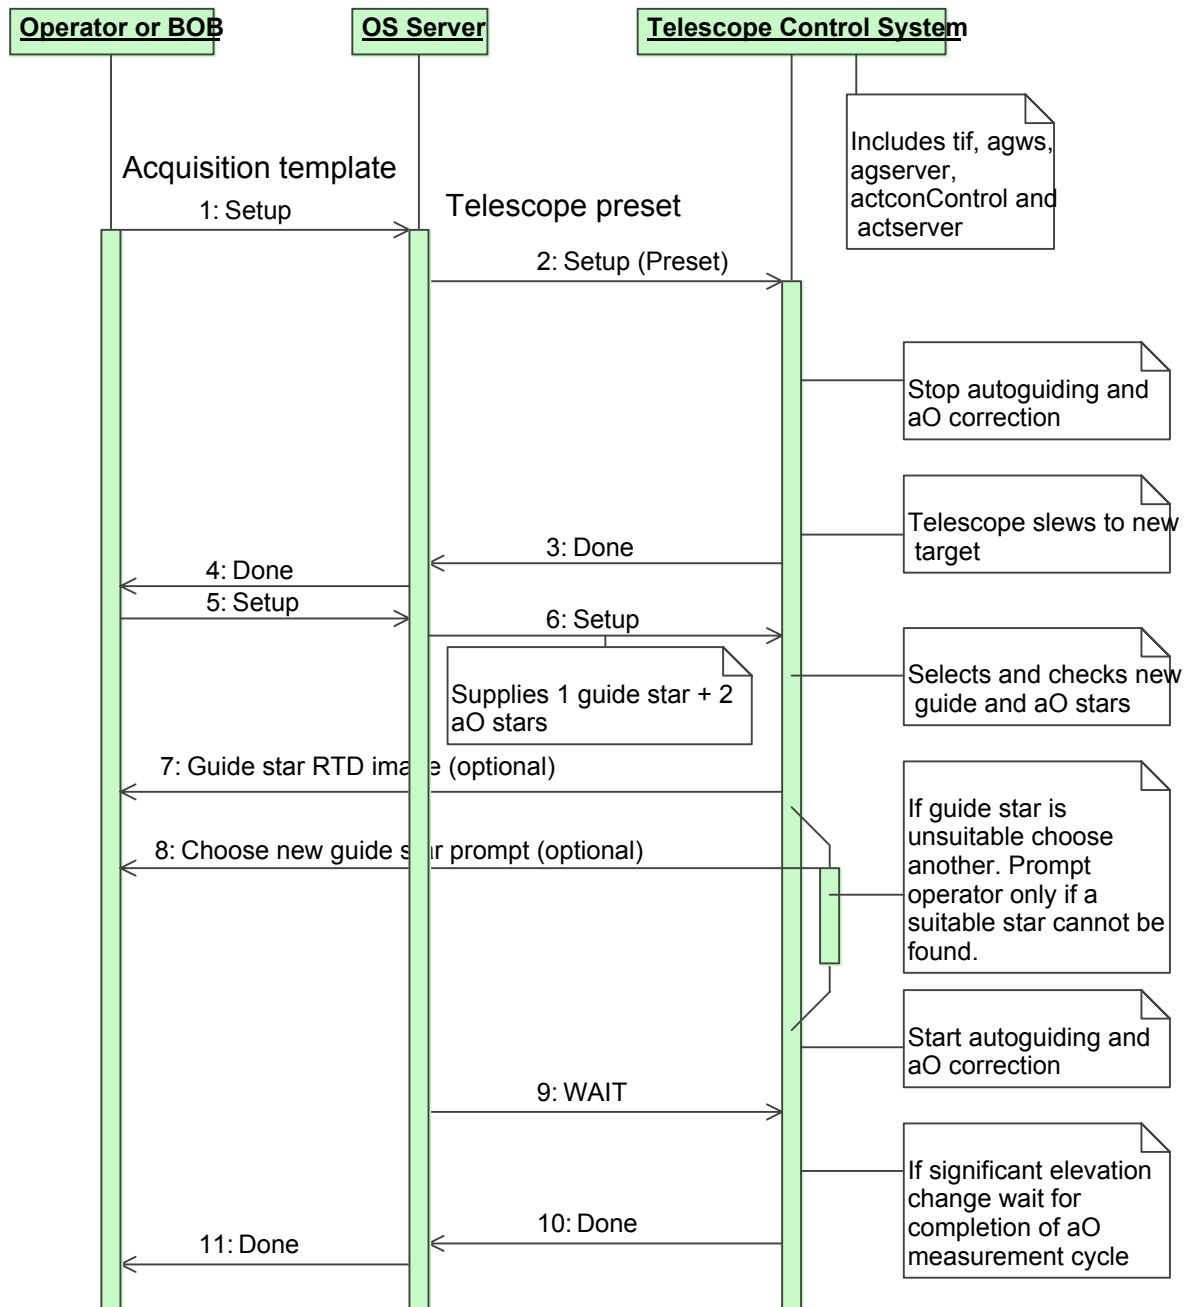 Operator or BOB
OS Server
Telescope Control System
Includes tif, agws,
agserver,
actconControl and
actserver
Acquisition template
1: Setup
Telescope preset
2: Setup (Preset)
Stop autoguiding and
aO correction
Telescope slews to new
target
3: Done
4: Done
5: Setup
6: Setup
Supplies 1 guide star + 2
aO stars
Selects and checks new
guide and aO stars
7: Guide star RTD image (optional)
If guide star is
unsuitable choose
another. Prompt
operator only if a
suitable star cannot be
found.
8: Choose new guide star prompt (optional)
Start autoguiding and
aO correction
9: WAIT
If significant elevation
change wait for
completion of aO
measurement cycle
10: Done
11: Done